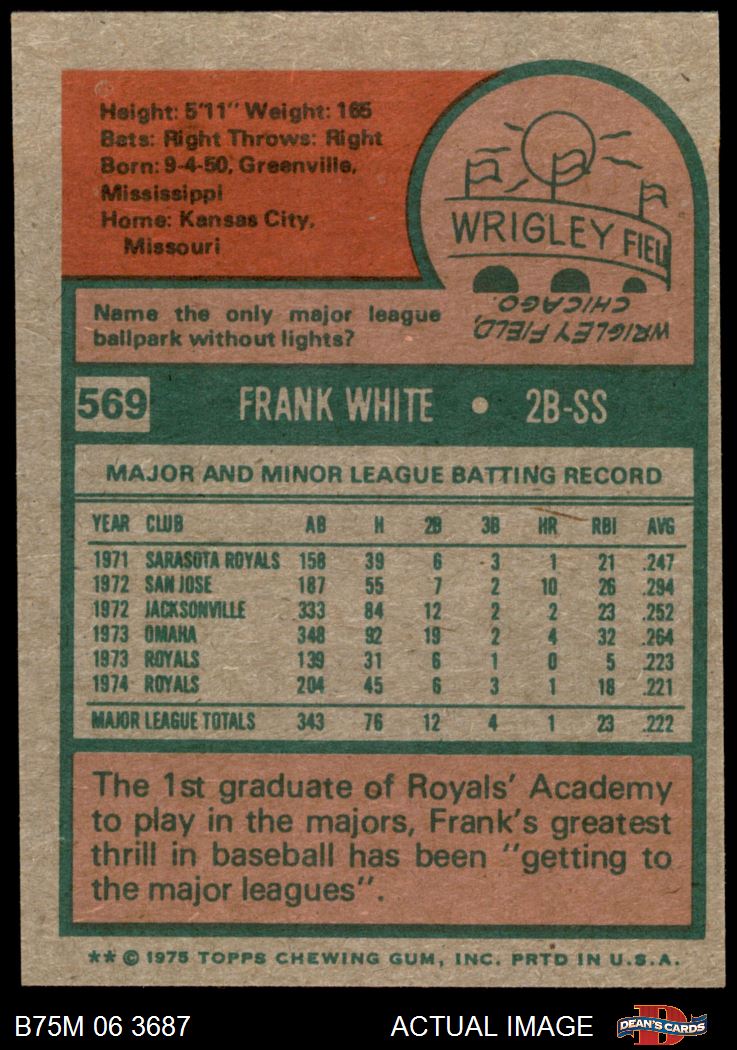 Height: 5'11" Weight: 165
Bats: Right Throws: Right
Born: 9-4-50, Greenville,
Mississippi
Home: Kansas City,
Missouri
WRIGLEY FIEL
Name the only major league
ballpark without lights?
WRIGLEY FIELD,
CHICAGO.
569 FRANK WHITE • 2B-SS
MAJOR AND MINOR LEAGUE BATTING RECORD
YEAR CLUB AB H 2B 3B HR RBI AVG
1971 SARASOTA ROYALS 158 39 6 3 1 21 .247
1972 SAN JOSE 187 55 7 2 10 26 .294
1972 JACKSONVILLE 333 84 12 2 2 23 .252
1973 OMAHA 348 92 19 2 4 32 .264
1973 ROYALS 139 31 6 1 0 5 .223
1974 ROYALS 204 45 6 3 1 18 .221
MAJOR LEAGUE TOTALS 343 76 12 4 1 23 .222
The 1st graduate of Royals' Academy
to play in the majors, Frank's greatest
thrill in baseball has been "getting to
the major leagues".
** © 1975 TOPPS CHEWING GUM, INC. PRTD IN U.S.A.
B75M 06 3687 ACTUAL IMAGE D DEAN'S CARDS